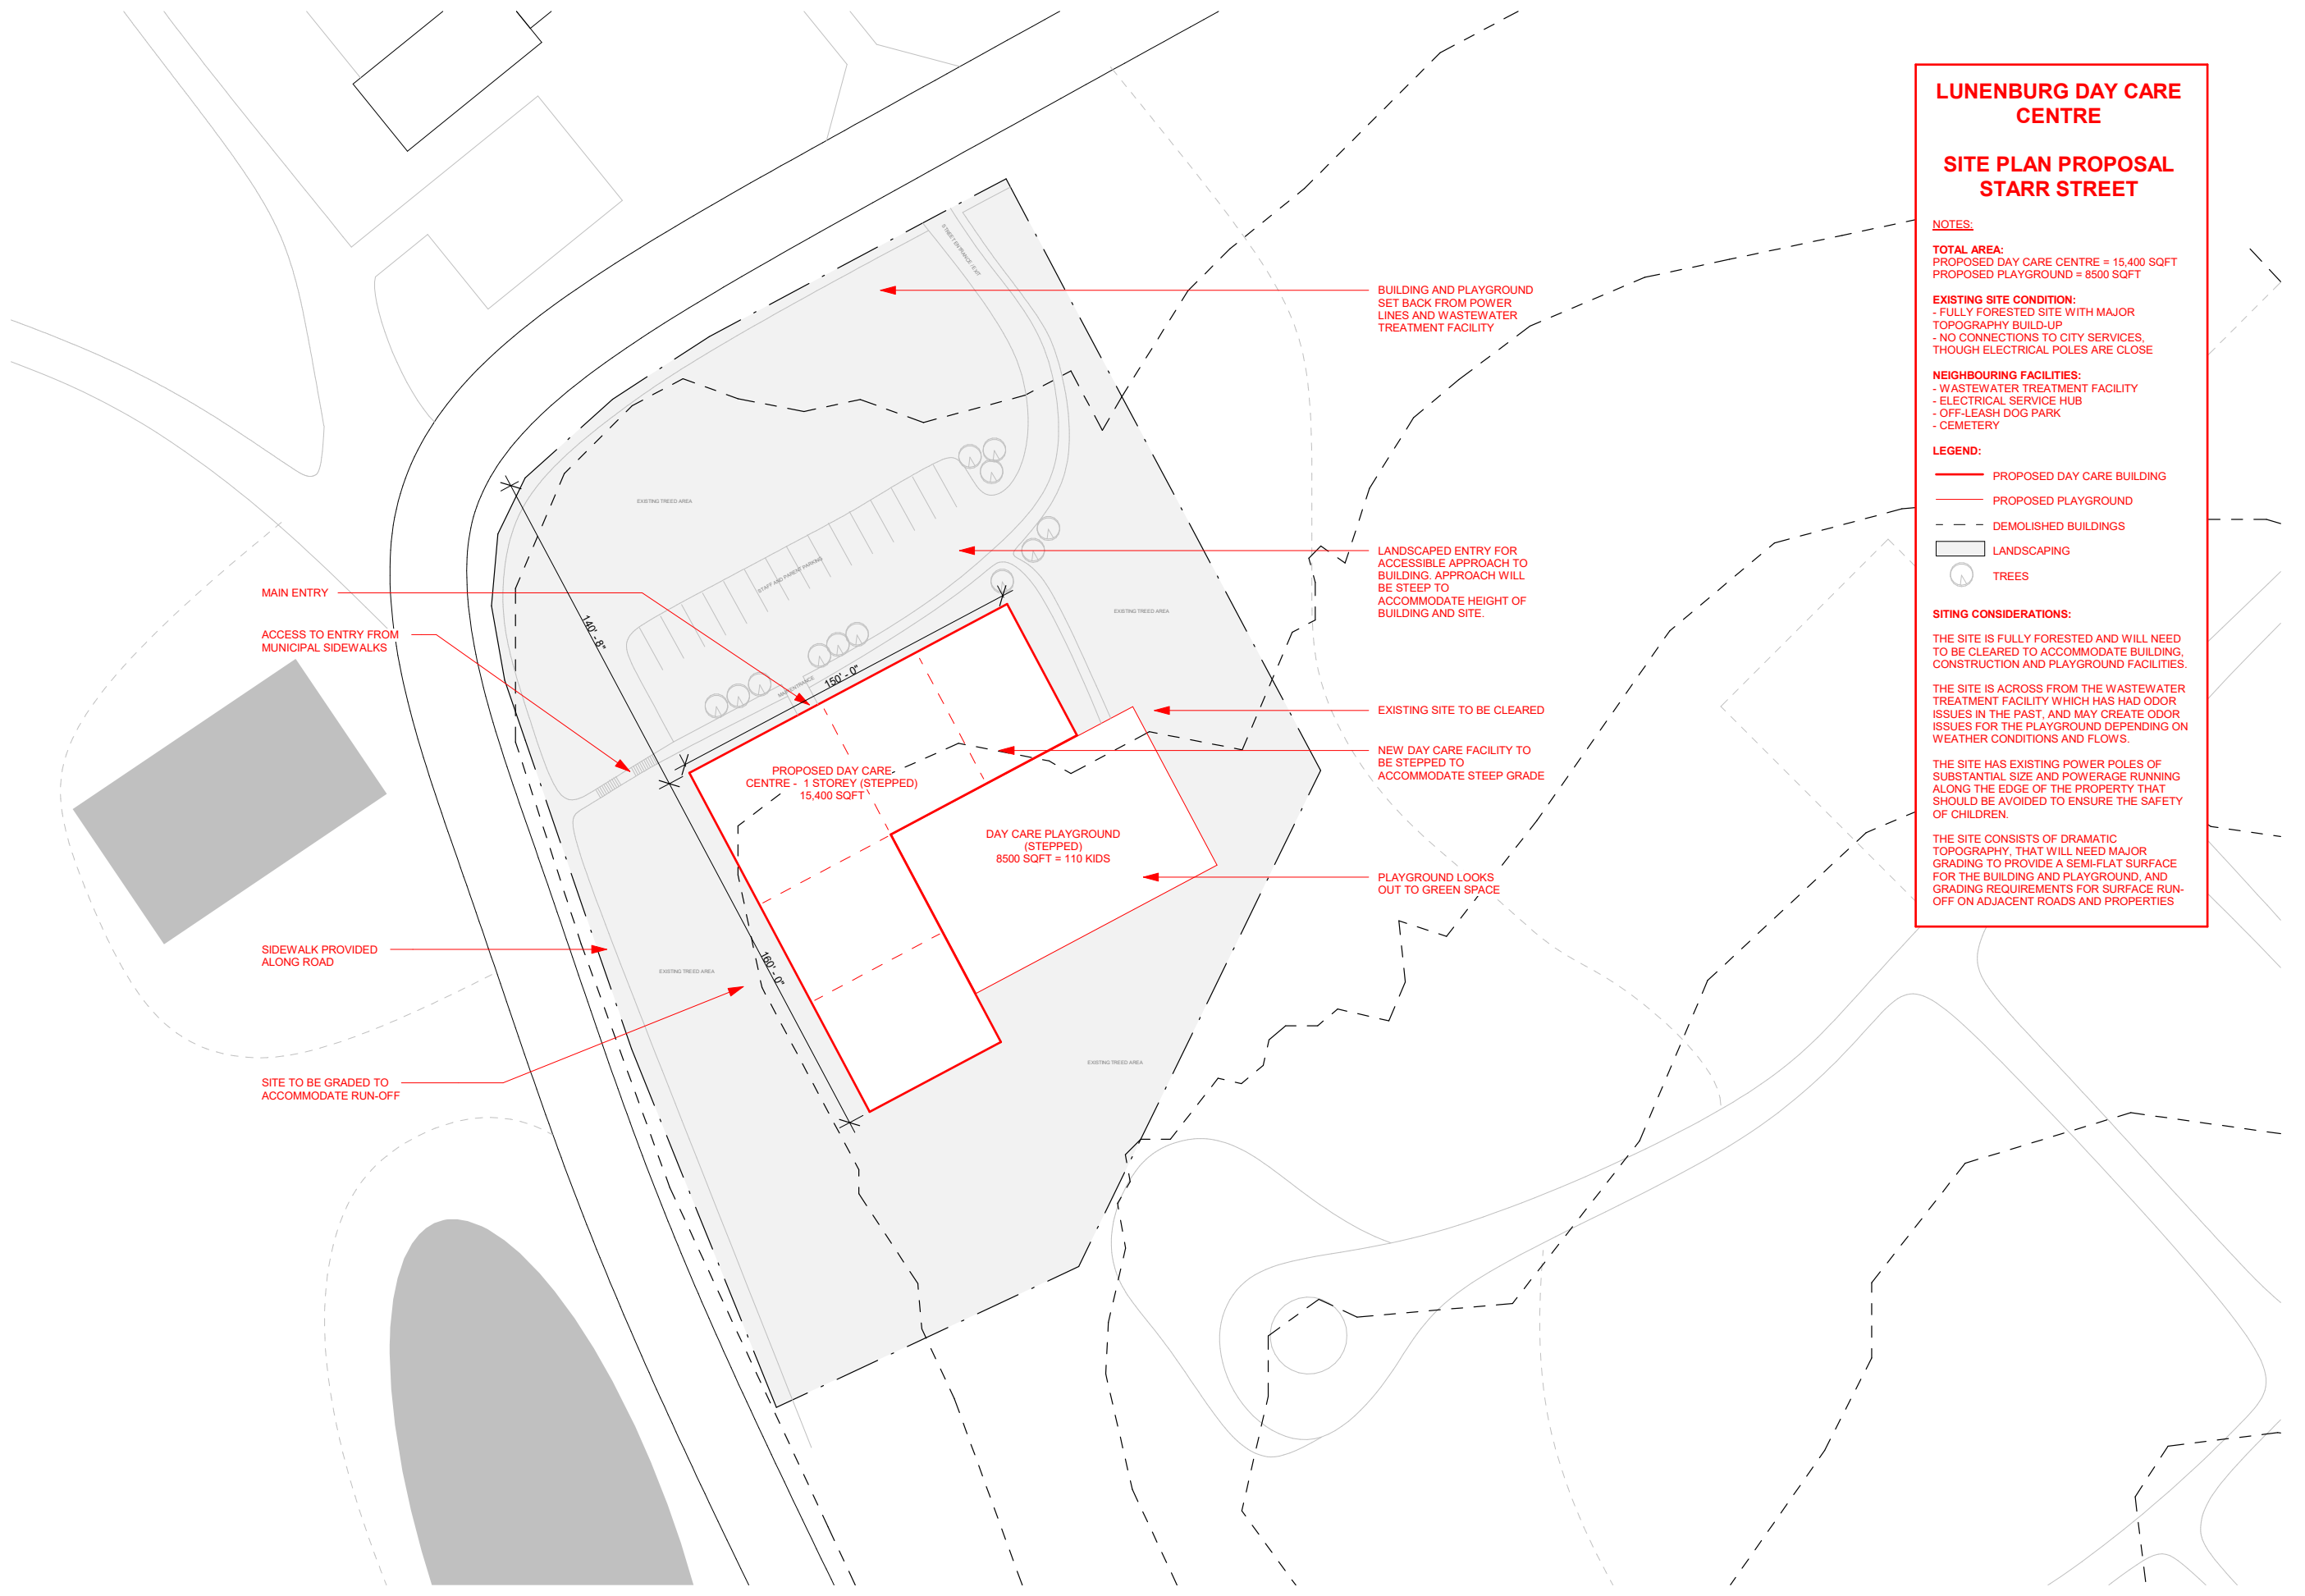 LUNENBURG DAY CARE
CENTRE
SITE PLAN PROPOSAL
STARR STREET
NOTES:
TOTAL AREA:
PROPOSED DAY CARE CENTRE = 15,400 SQFT
PROPOSED PLAYGROUND = 8500 SQFT
EXISTING SITE CONDITION:
- FULLY FORESTED SITE WITH MAJOR
TOPOGRAPHY BUILD-UP
- NO CONNECTIONS TO CITY SERVICES,
THOUGH ELECTRICAL POLES ARE CLOSE
NEIGHBOURING FACILITIES:
- WASTEWATER TREATMENT FACILITY
- ELECTRICAL SERVICE HUB
- OFF-LEASH DOG PARK
- CEMETERY
LEGEND:
PROPOSED DAY CARE BUILDING
PROPOSED PLAYGROUND
DEMOLISHED BUILDINGS
LANDSCAPING
TREES
SITING CONSIDERATIONS:
THE SITE IS FULLY FORESTED AND WILL NEED
TO BE CLEARED TO ACCOMMODATE BUILDING,
CONSTRUCTION AND PLAYGROUND FACILITIES.
THE SITE IS ACROSS FROM THE WASTEWATER
TREATMENT FACILITY WHICH HAS HAD ODOR
ISSUES IN THE PAST, AND MAY CREATE ODOR
ISSUES FOR THE PLAYGROUND DEPENDING ON
WEATHER CONDITIONS AND FLOWS.
THE SITE HAS EXISTING POWER POLES OF
SUBSTANTIAL SIZE AND POWERAGE RUNNING
ALONG THE EDGE OF THE PROPERTY THAT
SHOULD BE AVOIDED TO ENSURE THE SAFETY
OF CHILDREN.
THE SITE CONSISTS OF DRAMATIC
TOPOGRAPHY, THAT WILL NEED MAJOR
GRADING TO PROVIDE A SEMI-FLAT SURFACE
FOR THE BUILDING AND PLAYGROUND, AND
GRADING REQUIREMENTS FOR SURFACE RUN-
OFF ON ADJACENT ROADS AND PROPERTIES
STREET ENTRANCE / EXIT
BUILDING AND PLAYGROUND
SET BACK FROM POWER
LINES AND WASTEWATER
TREATMENT FACILITY
EXISTING TREED AREA
STAFF AND PARENT PARKING
LANDSCAPED ENTRY FOR
ACCESSIBLE APPROACH TO
BUILDING. APPROACH WILL
BE STEEP TO
ACCOMMODATE HEIGHT OF
BUILDING AND SITE.
MAIN ENTRY
EXISTING TREED AREA
ACCESS TO ENTRY FROM
MUNICIPAL SIDEWALKS
140' - 8"
MAIN ENTRANCE
150' - 0"
EXISTING SITE TO BE CLEARED
NEW DAY CARE FACILITY TO
BE STEPPED TO
ACCOMMODATE STEEP GRADE
PROPOSED DAY CARE
CENTRE - 1 STOREY (STEPPED)
15,400 SQFT
DAY CARE PLAYGROUND
(STEPPED)
8500 SQFT = 110 KIDS
PLAYGROUND LOOKS
OUT TO GREEN SPACE
SIDEWALK PROVIDED
ALONG ROAD
EXISTING TREED AREA
160' - 0"
SITE TO BE GRADED TO
ACCOMMODATE RUN-OFF
EXISTING TREED AREA